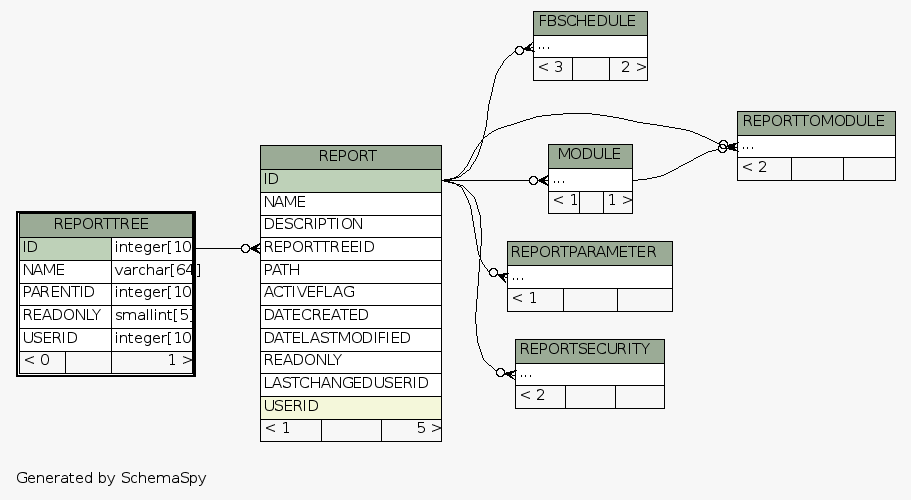 FBSCHEDULE
...
< 3 2 >
REPORTTOMODULE
...
< 2
REPORT
ID
NAME
DESCRIPTION
REPORTTREEID
PATH
ACTIVEFLAG
DATECREATED
DATELASTMODIFIED
READONLY
LASTCHANGEDUSERID
USERID
< 1 5 >
MODULE
...
< 1 1 >
REPORTTREE
ID integer[10
NAME varchar[64]
PARENTID integer[10
READONLY smallint[5]
USERID integer[10
< 0 1 >
REPORTPARAMETER
...
< 1
REPORTSECURITY
...
< 2
Generated by SchemaSpy